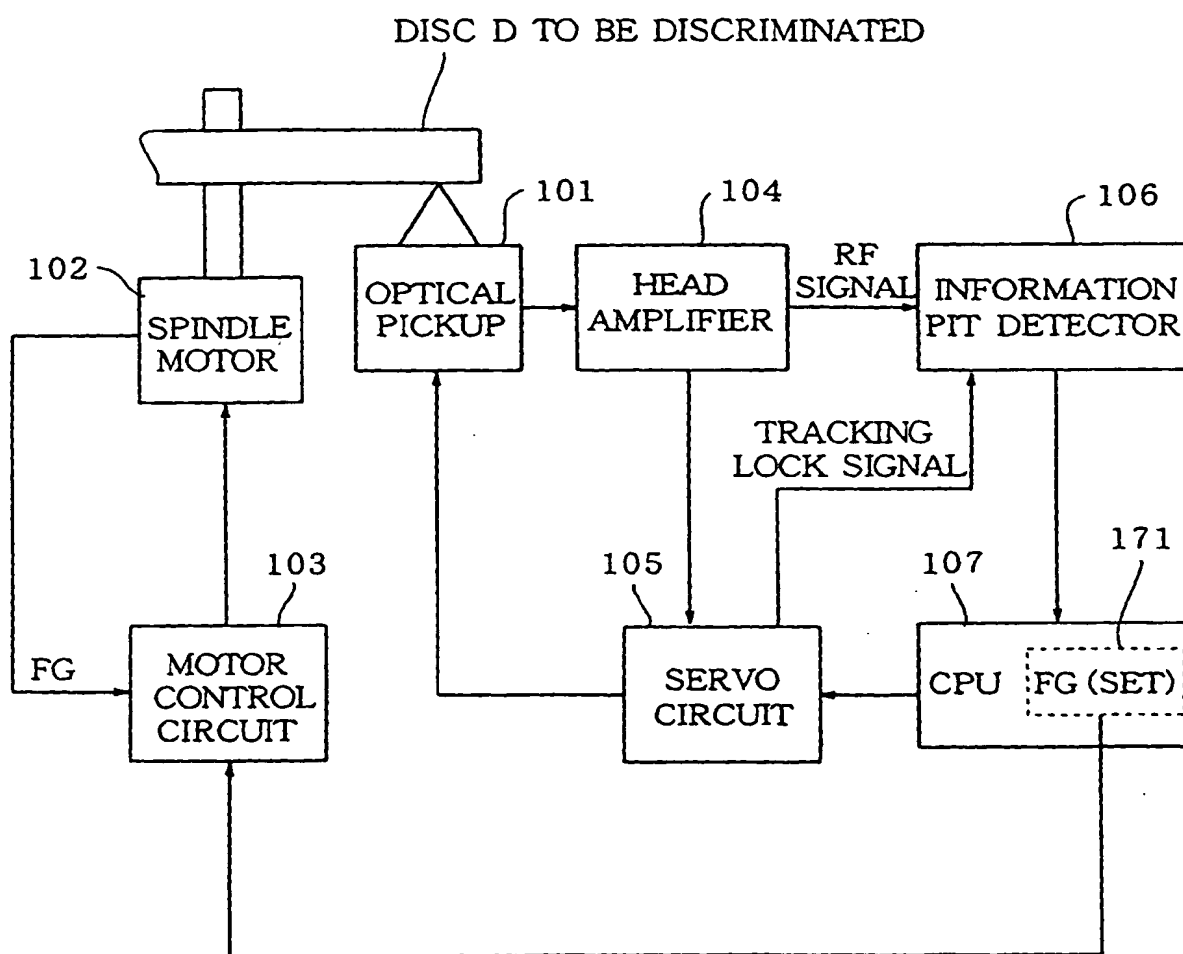 DISC D TO BE DISCRIMINATED
101
104
106
102
OPTICAL
PICKUP
HEAD
AMPLIFIER
RF
SIGNAL
INFORMATION
PIT DETECTOR
SPINDLE
MOTOR
TRACKING
LOCK SIGNAL
103
105
107
171
FG
MOTOR
CONTROL
CIRCUIT
SERVO
CIRCUIT
CPU
FG (SET)